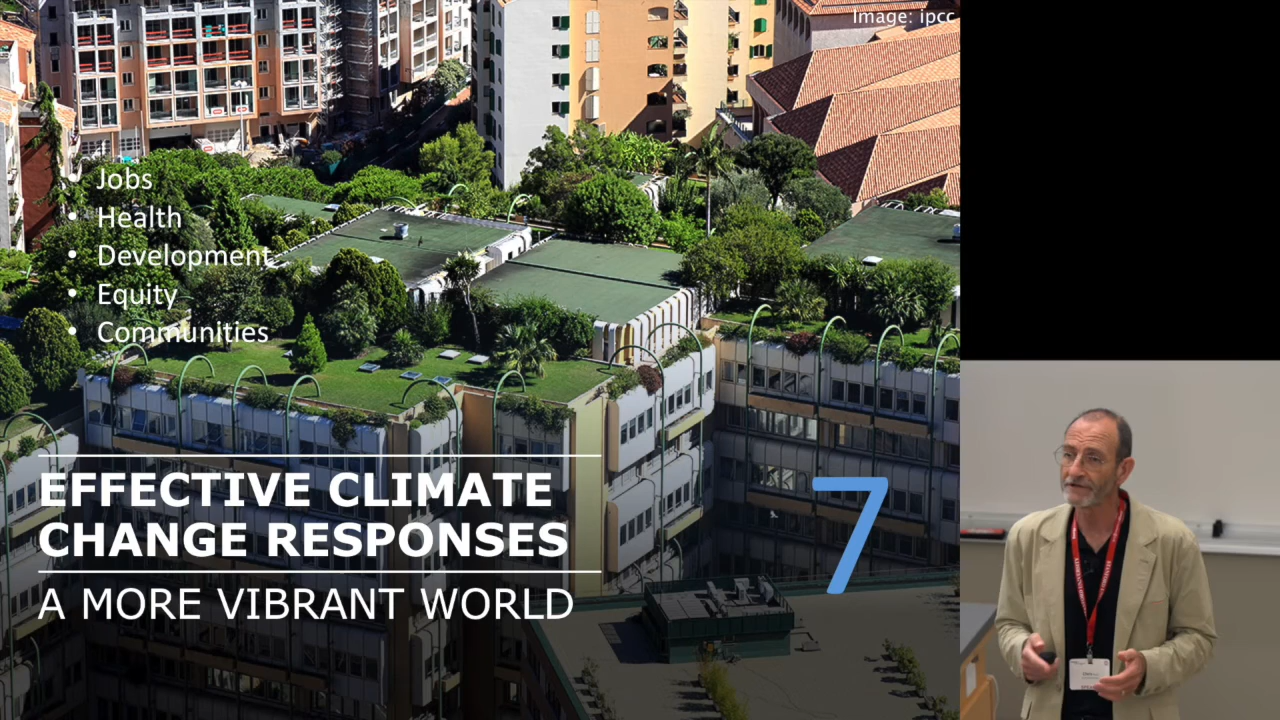 Image: ipcc
• Jobs
• Health
• Development
• Equity
• Communities
EFFECTIVE CLIMATE
CHANGE RESPONSES
7
A MORE VIBRANT WORLD